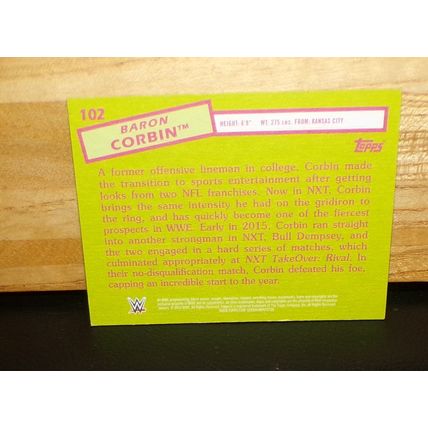 102
BARON
CORBIN™
HEIGHT: 6'8" WT: 275 LBS. FROM: KANSAS CITY
Topps
A former offensive lineman in college, Corbin made
the transition to sports entertainment after getting
looks from two NFL franchises. Now in NXT, Corbin
brings the same intensity he had on the gridiron to
the ring, and has quickly become one of the fiercest
prospects in WWE. Early in 2015, Corbin ran straight
into another strongman in NXT, Bull Dempsey, and
the two engaged in a hard series of matches, which
culminated appropriately at NXT TakeOver: Rival. In
their no-disqualification match, Corbin defeated his foe,
capping an incredible start to the year.
W